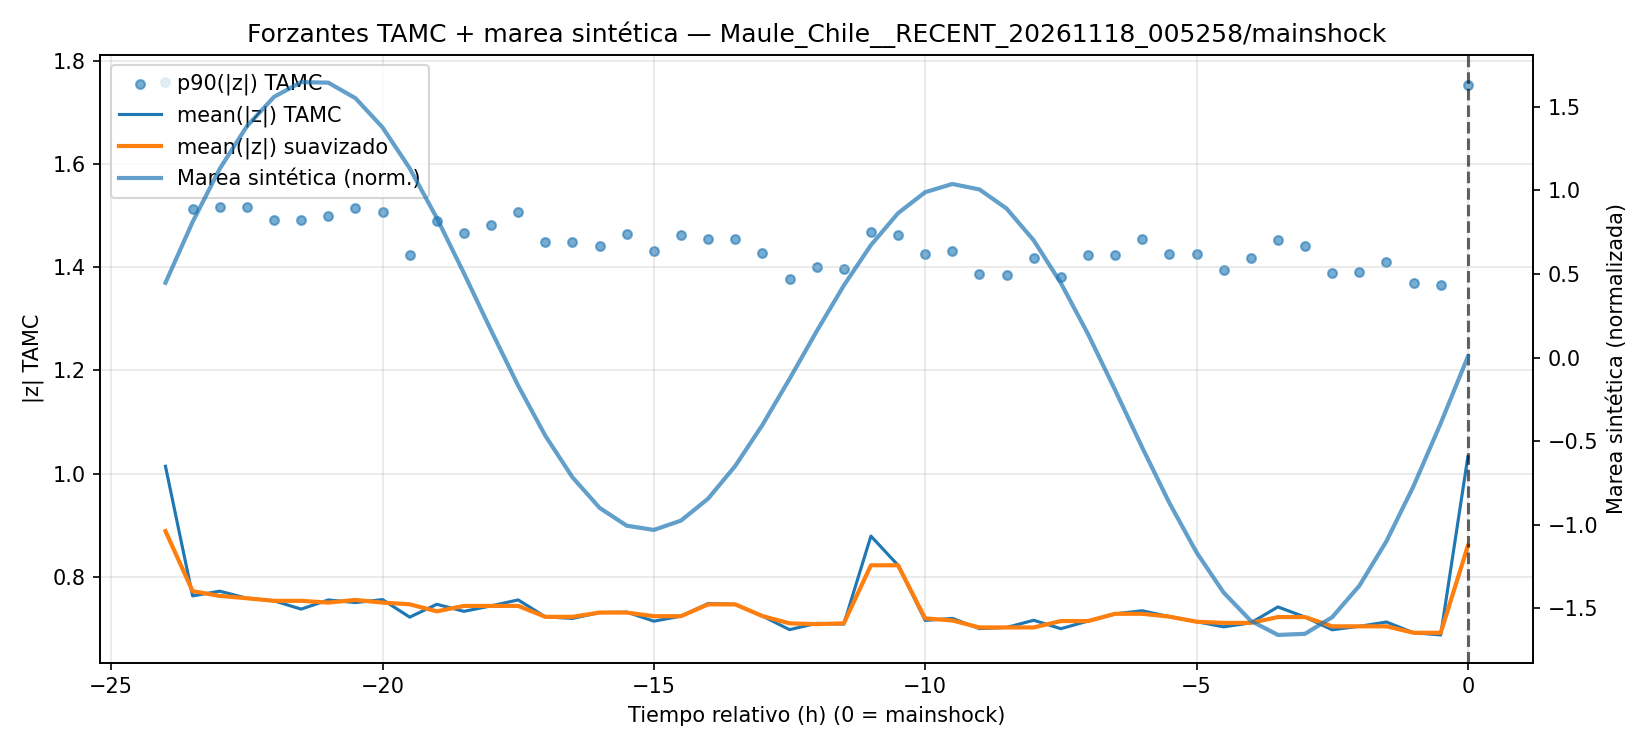 Forzantes TAMC + marea sintética — Maule_Chile__RECENT_20261118_005258/mainshock
p90(|z|) TAMC
mean(|z|) TAMC
mean(|z|) suavizado
Marea sintética (norm.)
|z| TAMC
1.8
1.6
1.4
1.2
1.0
0.8
1.5
1.0
0.5
0.0
−0.5
−1.0
−1.5
Marea sintética (normalizada)
−25
−20
−15
−10
−5
0
Tiempo relativo (h) (0 = mainshock)